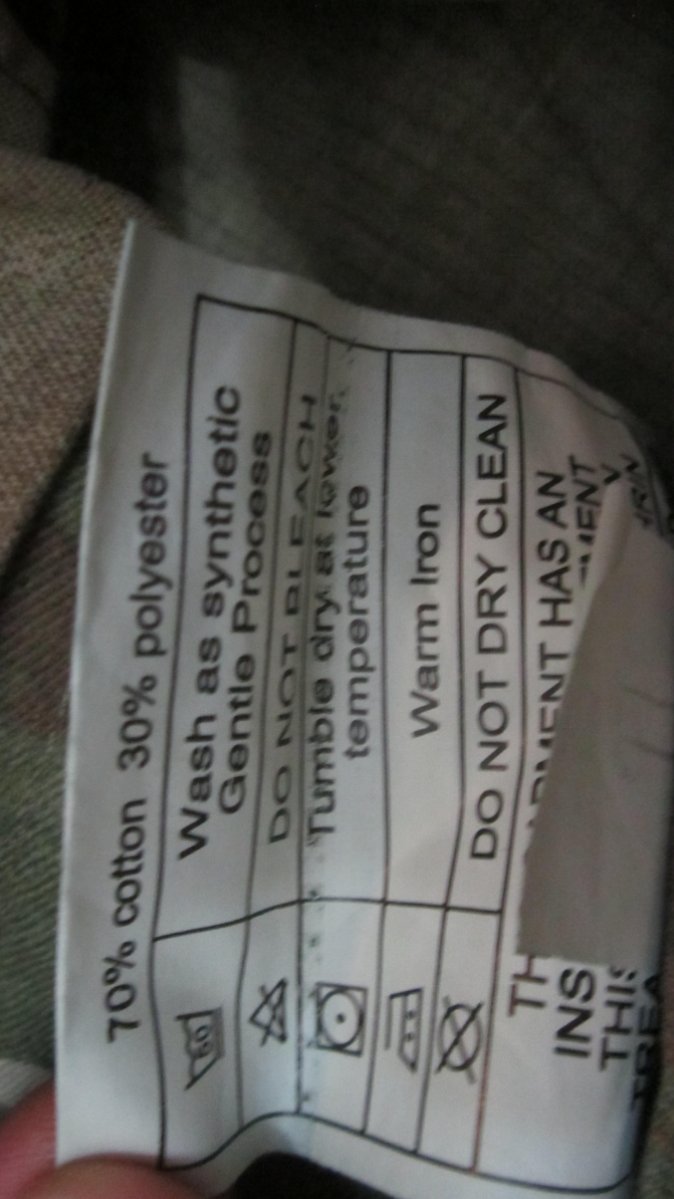 70% cotton 30% polyester
60 Wash as synthetic
Gentle Process
DO NOT BLEACH
Tumble dry at lower
temperature
Warm Iron
DO NOT DRY CLEAN
HAS AN
INS